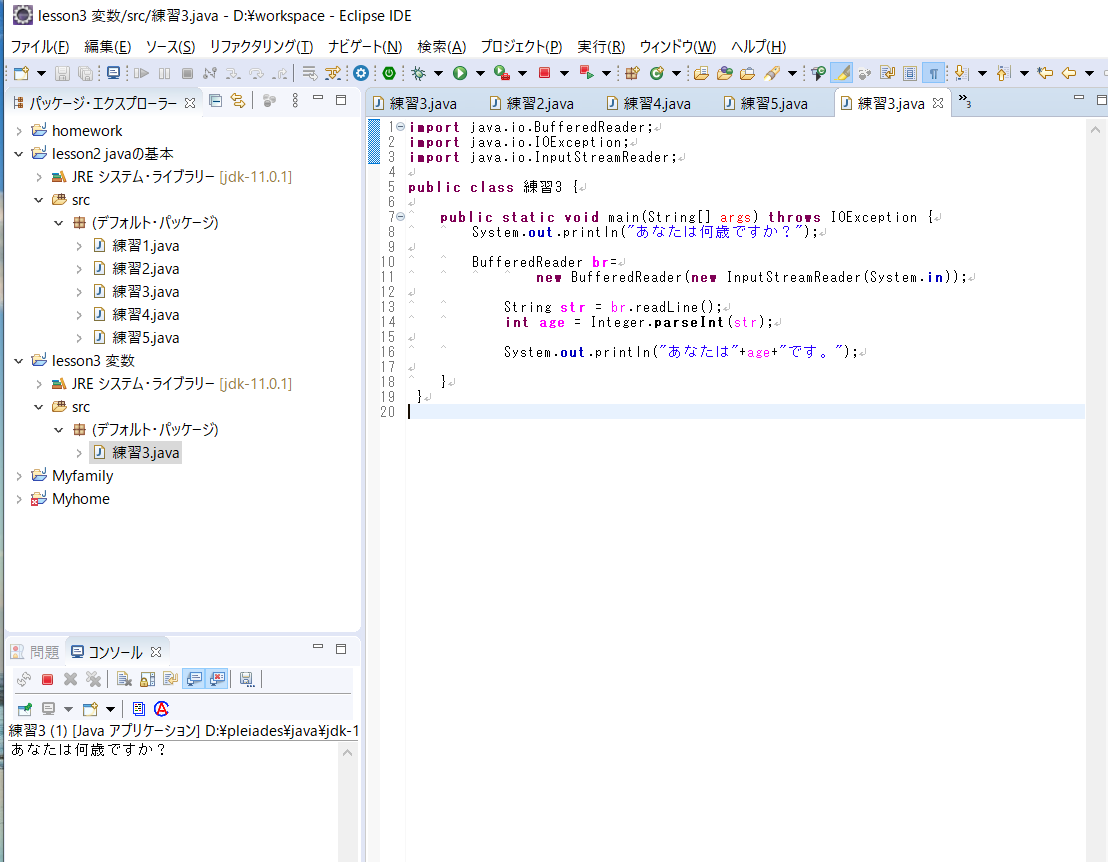 lesson3 変数/src/練習3.java - D:¥workspace - Eclipse IDE
ファイル(F) 編集(E) ソース(S) リファクタリング(T) ナビゲート(N) 検索(A) プロジェクト(P) 実行(R) ウィンドウ(W) ヘルプ(H)
パッケージ・エクスプローラー
homework
lesson2 javaの基本
JRE システム・ライブラリー [jdk-11.0.1]
src
(デフォルト・パッケージ)
練習1.java
練習2.java
練習3.java
練習4.java
練習5.java
lesson3 変数
JRE システム・ライブラリー [jdk-11.0.1]
src
(デフォルト・パッケージ)
練習3.java
Myfamily
Myhome
練習3.java 練習2.java 練習4.java 練習5.java 練習3.java »3
1 import java.io.BufferedReader;
2 import java.io.IOException;
3 import java.io.InputStreamReader;
4
5 public class 練習3 {
6
7 public static void main(String[] args) throws IOException {
8 System.out.println("あなたは何歳ですか？");
9
10 BufferedReader br=
11 new BufferedReader(new InputStreamReader(System.in));
12
13 String str = br.readLine();
14 int age = Integer.parseInt(str);
15
16 System.out.println("あなたは"+age+"です。");
17
18 }
19 }
20
問題 コンソール
練習3 (1) [Java アプリケーション] D:¥pleiades¥java¥jdk-1
あなたは何歳ですか？